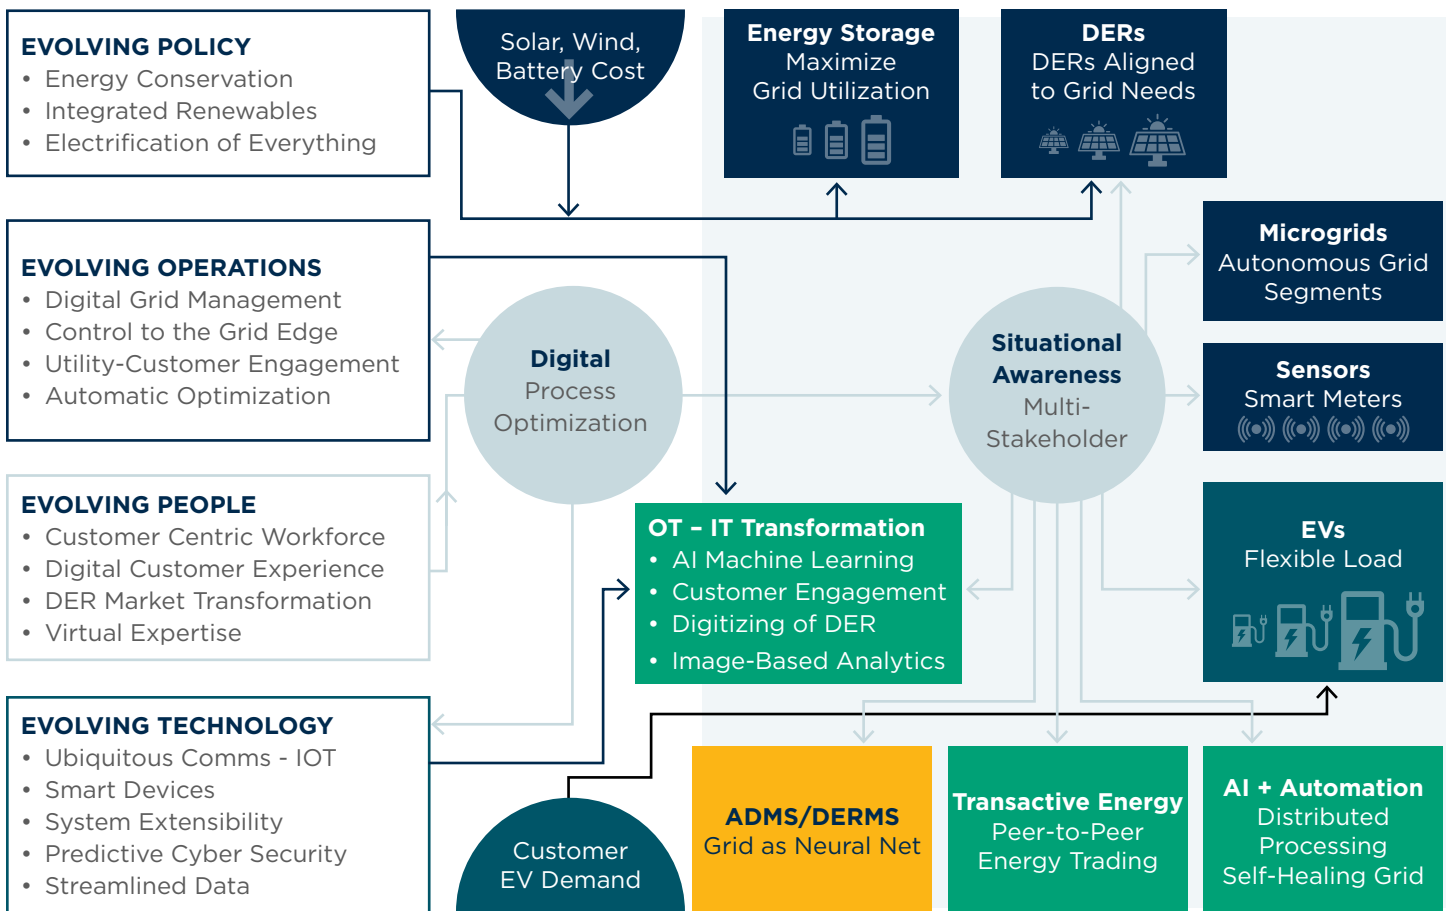 EVOLVING POLICY
• Energy Conservation
• Integrated Renewables
• Electrification of Everything
Solar, Wind,
Battery Cost
Energy Storage
Maximize
Grid Utilization
DERs
DERs Aligned
to Grid Needs
EVOLVING OPERATIONS
• Digital Grid Management
• Control to the Grid Edge
• Utility-Customer Engagement
• Automatic Optimization
Digital
Process
Optimization
Situational
Awareness
Multi-
Stakeholder
Microgrids
Autonomous Grid
Segments
Sensors
Smart Meters
EVOLVING PEOPLE
• Customer Centric Workforce
• Digital Customer Experience
• DER Market Transformation
• Virtual Expertise
OT – IT Transformation
• AI Machine Learning
• Customer Engagement
• Digitizing of DER
• Image-Based Analytics
EVs
Flexible Load
EVOLVING TECHNOLOGY
• Ubiquitous Comms - IOT
• Smart Devices
• System Extensibility
• Predictive Cyber Security
• Streamlined Data
Customer
EV Demand
ADMS/DERMS
Grid as Neural Net
Transactive Energy
Peer-to-Peer
Energy Trading
AI + Automation
Distributed
Processing
Self-Healing Grid